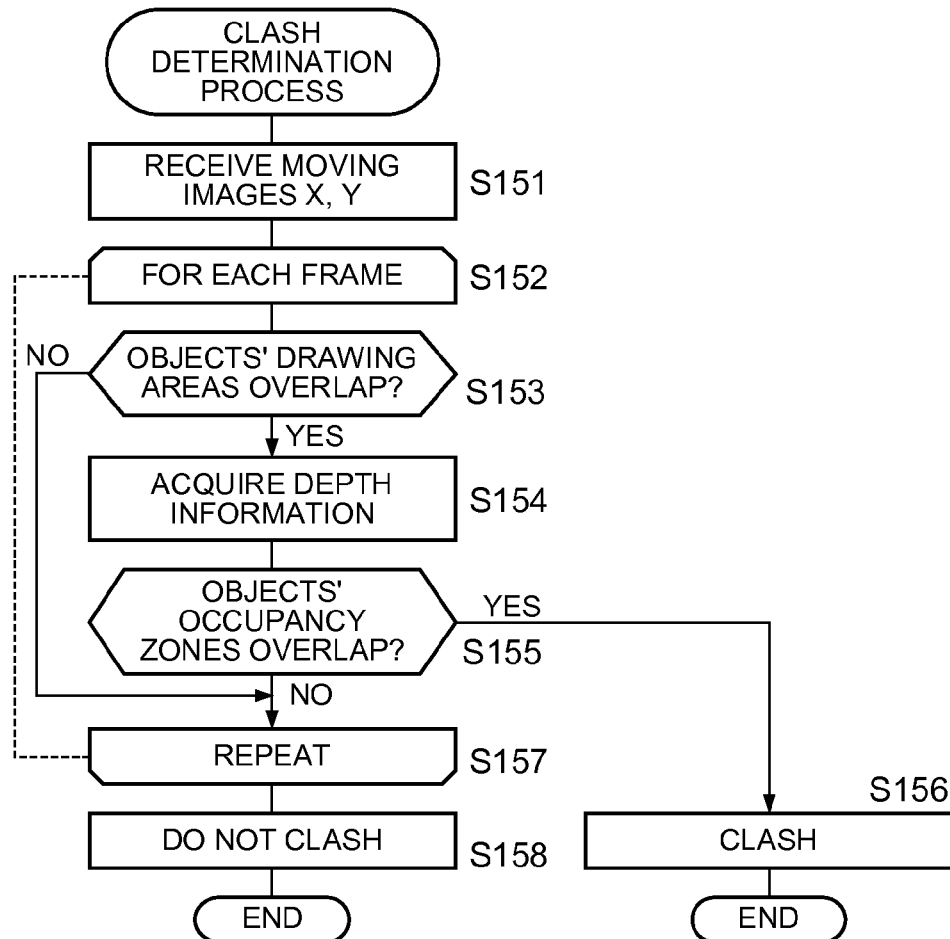 CLASH
DETERMINATION
PROCESS
RECEIVE MOVING
IMAGES X, Y
S151
FOR EACH FRAME
S152
NO
OBJECTS' DRAWING
AREAS OVERLAP?
S153
YES
ACQUIRE DEPTH
INFORMATION
S154
OBJECTS'
OCCUPANCY
ZONES OVERLAP?
YES
S155
NO
REPEAT
S157
S156
DO NOT CLASH
S158
CLASH
END
END